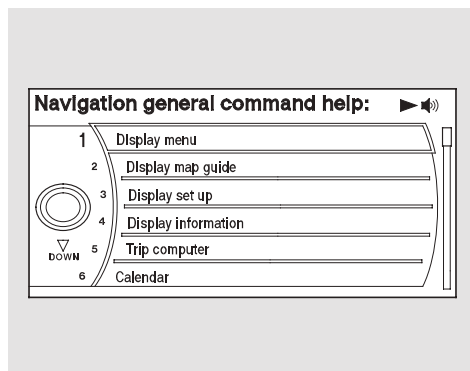 Navigation general command help:
1 Display menu
2 Display map guide
3 Display set up
4 Display information
DOWN
5 Trip computer
6 Calendar